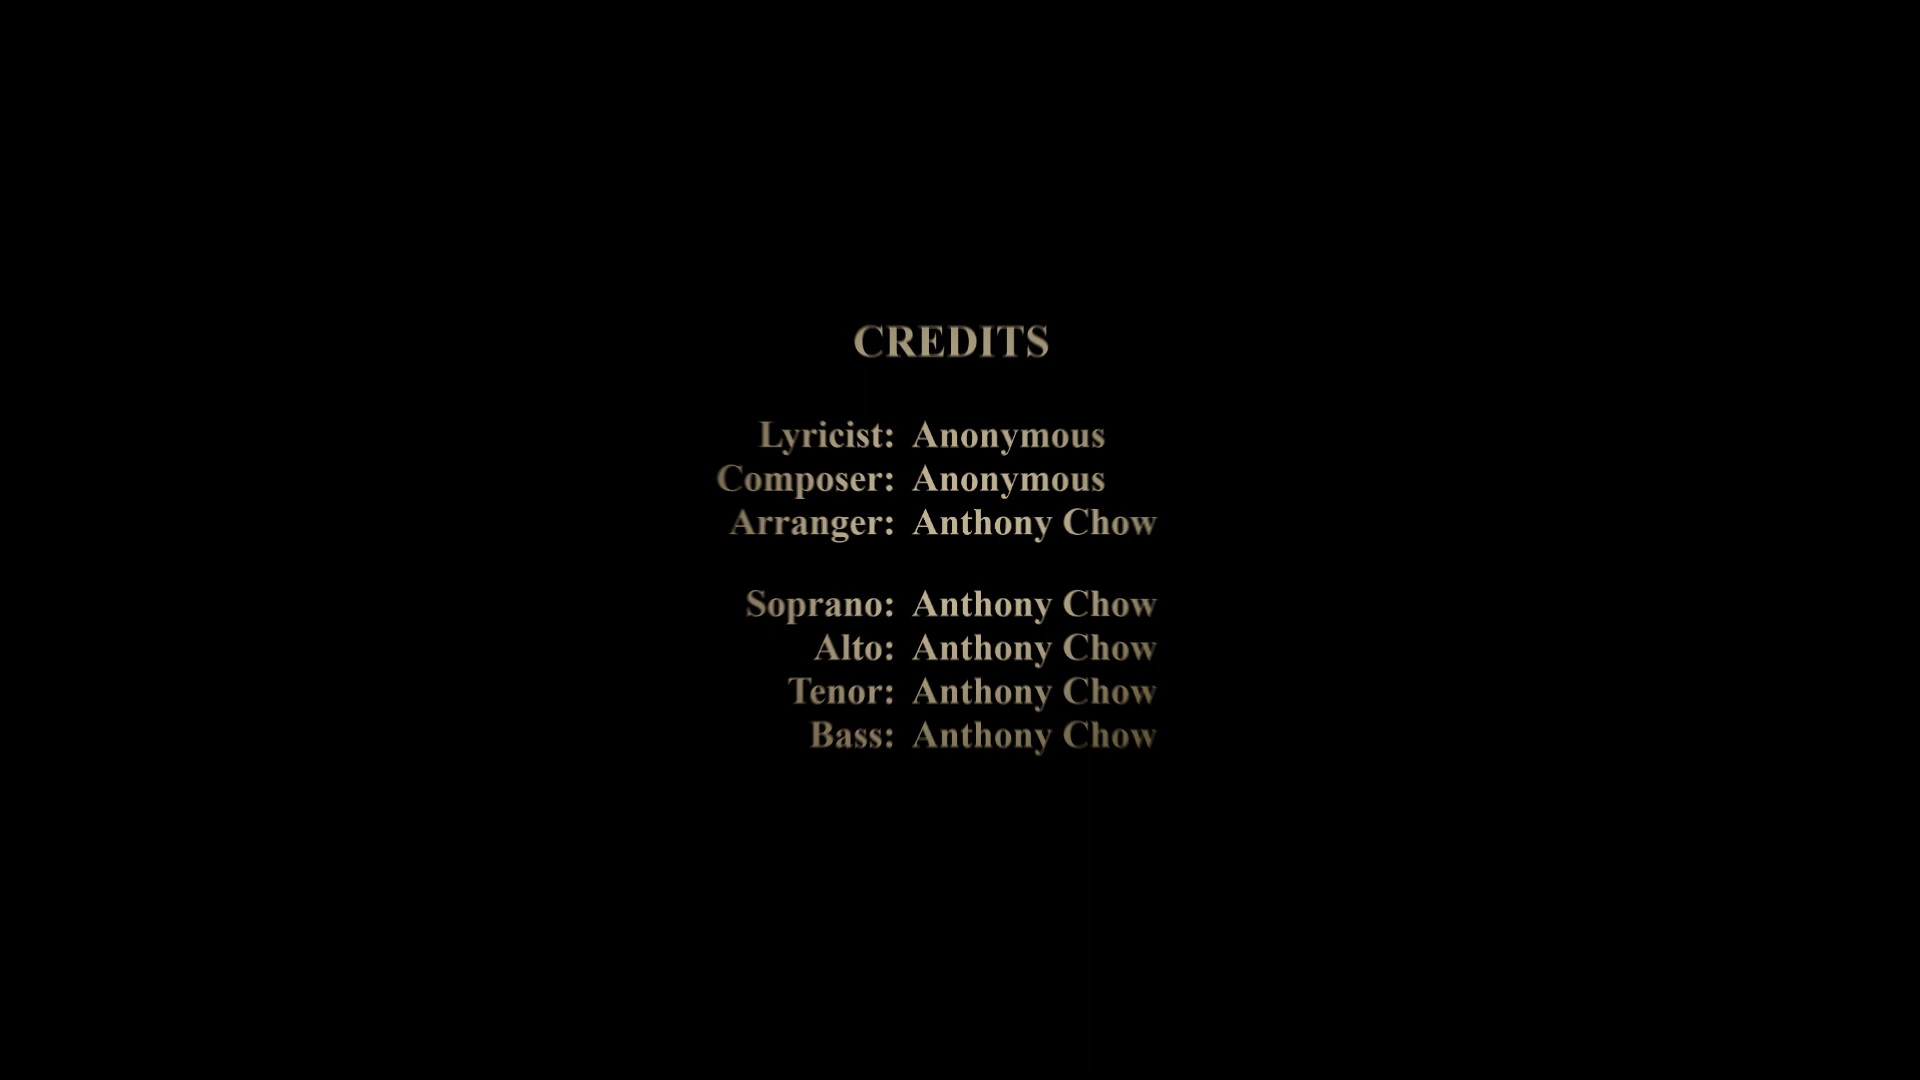 CREDITS
Lyricist: Anonymous
Composer: Anonymous
Arranger: Anthony Chow
Soprano: Anthony Chow
Alto: Anthony Chow
Tenor: Anthony Chow
Bass: Anthony Chow